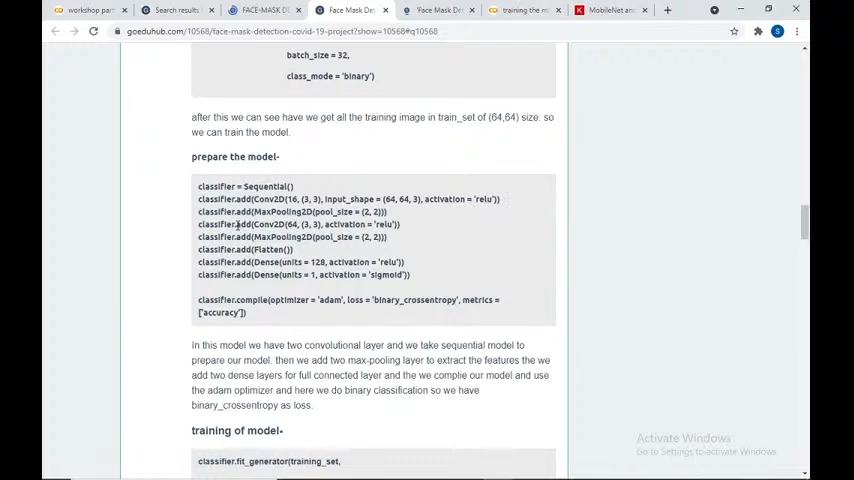 workshop part
Search results
FACE-MASK D
Face Mask Det
'Face Mask Det
training the m
MobileNet an
goeduhub.com/10568/face-mask-detection-covid-19-project?show=10568#q10568
S
batch_size = 32,
class_mode = 'binary')
after this we can see have we get all the training image in train_set of (64,64) size. so
we can train the model.
prepare the model-
classifier = Sequential()
classifier.add(Conv2D(16, (3, 3), input_shape = (64, 64, 3), activation = 'relu'))
classifier.add(MaxPooling2D(pool_size = (2, 2)))
classifier.add(Conv2D(64, (3, 3), activation = 'relu'))
classifier.add(MaxPooling2D(pool_size = (2, 2)))
classifier.add(Flatten())
classifier.add(Dense(units = 128, activation = 'relu'))
classifier.add(Dense(units = 1, activation = 'sigmoid'))
classifier.compile(optimizer = 'adam', loss = 'binary_crossentropy', metrics =
['accuracy'])
In this model we have two convolutional layer and we take sequential model to
prepare our model. then we add two max-pooling layer to extract the features the we
add two dense layers for full connected layer and the we complie our model and use
the adam optimizer and here we do binary classification so we have
binary_crossentropy as loss.
training of model-
classifier.fit_generator(training_set,
Activate Windows
Go to Settings to activate Windows.